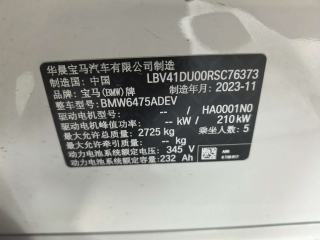 华晨宝马汽车有限公司制造
制造国：中国 LBV41DU00RSC76373
品牌：宝马(BMW)牌 制造年月：2023-11
整车型号：BMW6475ADEV
驱动电机型号： -- / HA0001N0
驱动电机峰值功率： -- kW / 210 kW
最大允许总质量：2725 kg 乘坐人数：5
最大允许牵引质量： -- kg
动力电池系统额定电压：345 V
动力电池系统额定容量：232 Ah